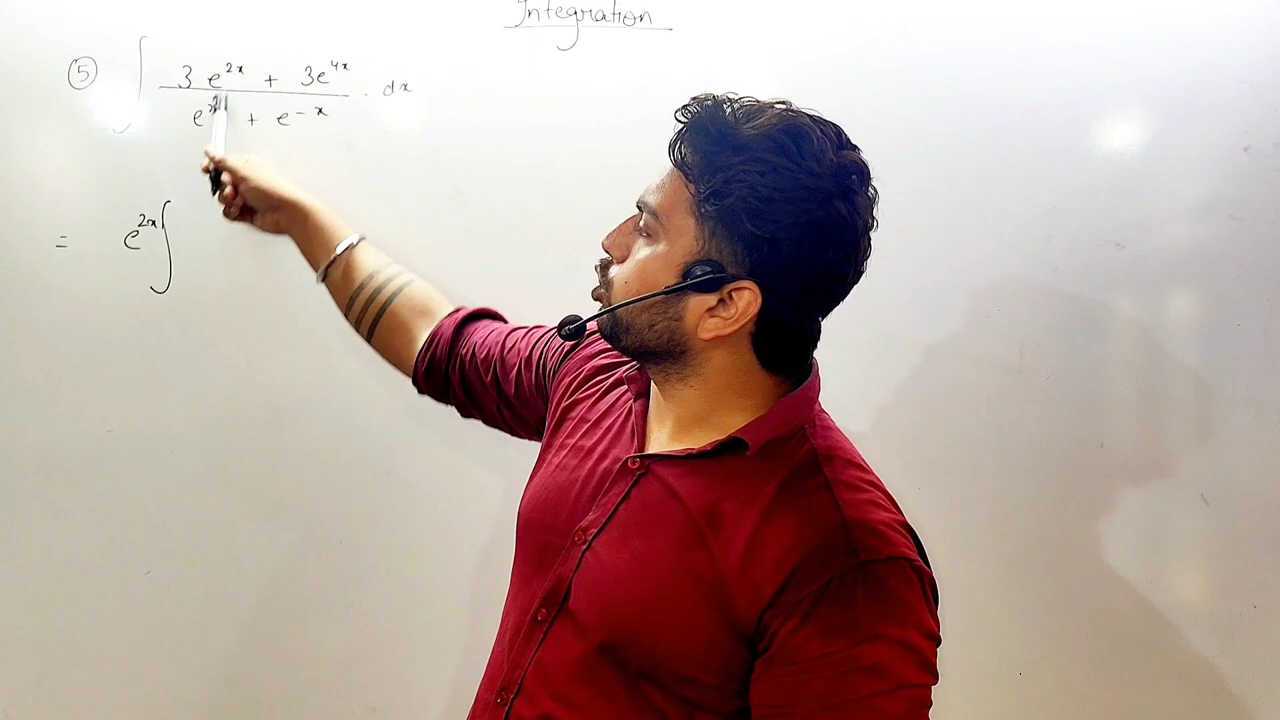 Integration
⑤ ∫ (3e^{2x} + 3e^{4x}) / (e^{x} + e^{-x}) . dx
= e^{2x} ∫